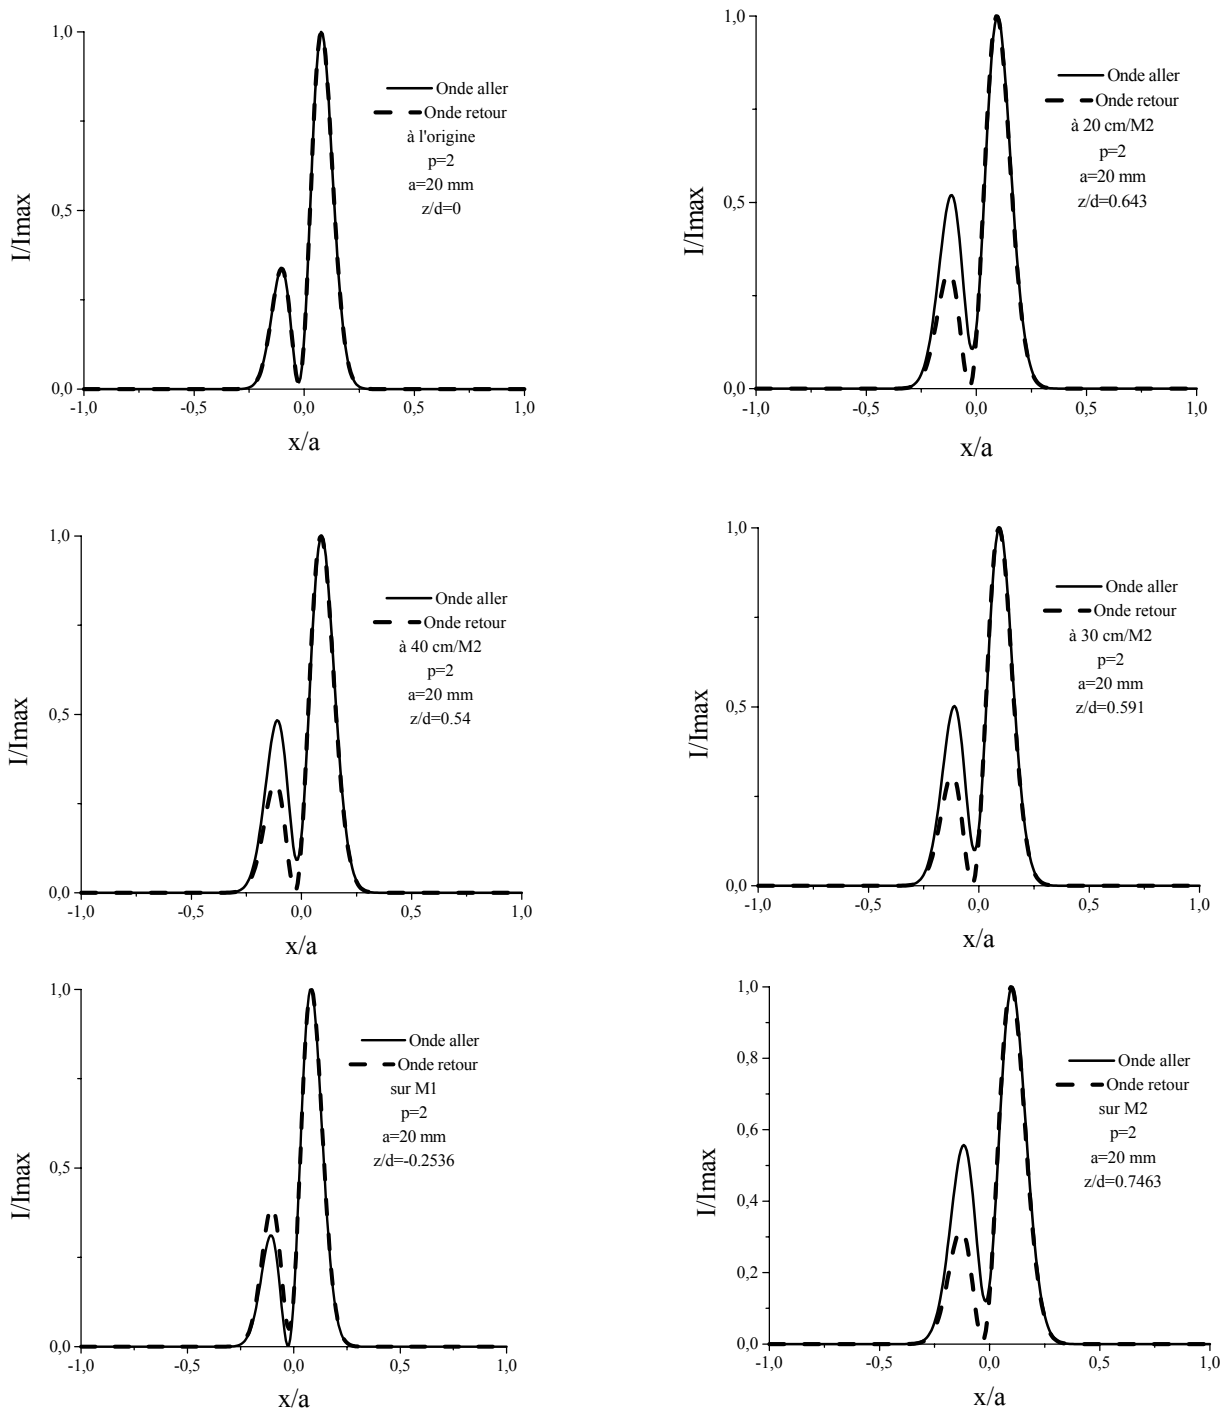 1,0
Onde aller
Onde retour
à l'origine
p=2
a=20 mm
z/d=0
I/Imax
0,5
0,0
-1,0 -0,5 0,0 0,5 1,0
x/a
1,0
Onde aller
Onde retour
à 20 cm/M2
p=2
a=20 mm
z/d=0.643
I/Imax
0,5
0,0
-1,0 -0,5 0,0 0,5 1,0
x/a
1,0
Onde aller
Onde retour
à 40 cm/M2
p=2
a=20 mm
z/d=0.54
I/Imax
0,5
0,0
-1,0 -0,5 0,0 0,5 1,0
x/a
1,0
Onde aller
Onde retour
à 30 cm/M2
p=2
a=20 mm
z/d=0.591
I/Imax
0,5
0,0
-1,0 -0,5 0,0 0,5 1,0
x/a
1,0
Onde aller
Onde retour
sur M1
p=2
a=20 mm
z/d=-0.2536
I/Imax
0,5
0,0
-1,0 -0,5 0,0 0,5 1,0
x/a
1,0
0,8
Onde aller
Onde retour
sur M2
p=2
a=20 mm
z/d=0.7463
I/Imax
0,6
0,4
0,2
0,0
-1,0 -0,5 0,0 0,5 1,0
x/a